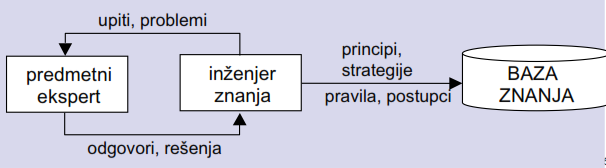 upiti, problemi
predmetni
ekspert
inženjer
znanja
odgovori, rešenja
principi,
strategije
pravila, postupci
BAZA
ZNANJA